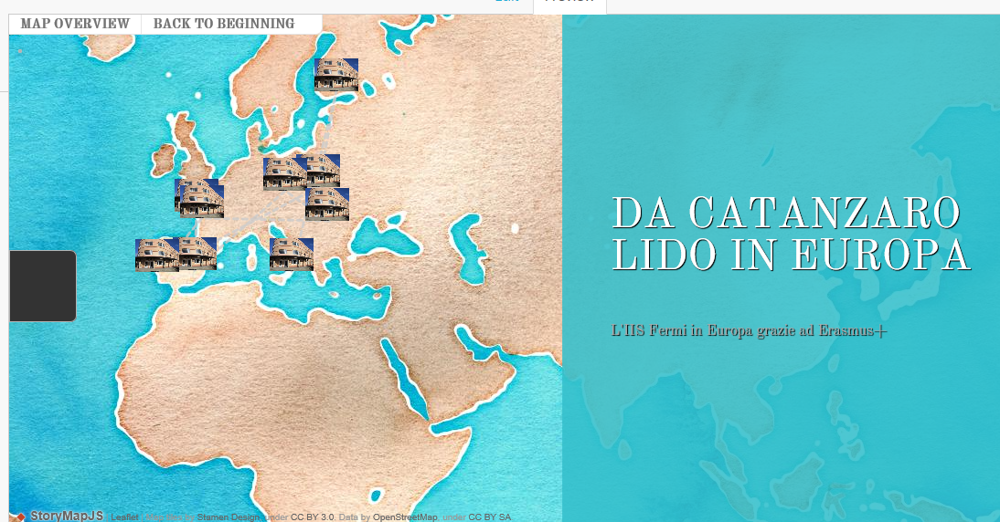 MAP OVERVIEW
BACK TO BEGINNING
DA CATANZARO
LIDO IN EUROPA
L'IIS Fermi in Europa grazie ad Erasmus+
StoryMapJS Leaflet Stamen Design, under CC BY 3.0. Data by OpenStreetMap, under CC BY SA.